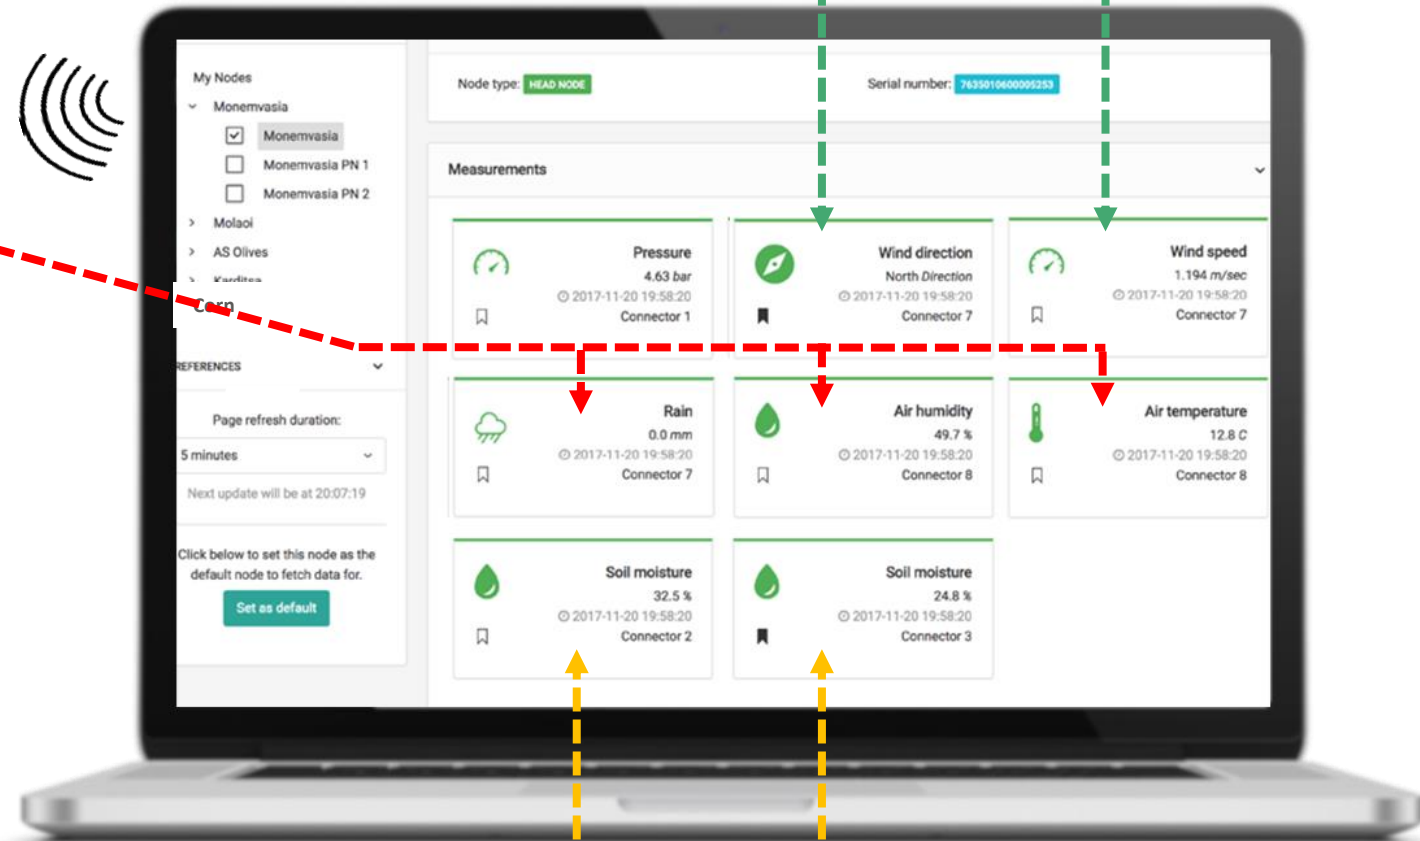 My Nodes
Monemvasia
Monemvasia
Monemvasia PN 1
Monemvasia PN 2
Molaoi
AS Olives
Karditsa
Corn
REFERENCES
Page refresh duration:
5 minutes
Next update will be at 20:07:19
Click below to set this node as the
default node to fetch data for.
Set as default
Node type: HEAD NODE
Serial number: 7635010600005253
Measurements
Pressure
4.63 bar
2017-11-20 19:58:20
Connector 1
Wind direction
North Direction
2017-11-20 19:58:20
Connector 7
Wind speed
1.194 m/sec
2017-11-20 19:58:20
Connector 7
Rain
0.0 mm
2017-11-20 19:58:20
Connector 7
Air humidity
49.7 %
2017-11-20 19:58:20
Connector 8
Air temperature
12.8 C
2017-11-20 19:58:20
Connector 8
Soil moisture
32.5 %
2017-11-20 19:58:20
Connector 2
Soil moisture
24.8 %
2017-11-20 19:58:20
Connector 3